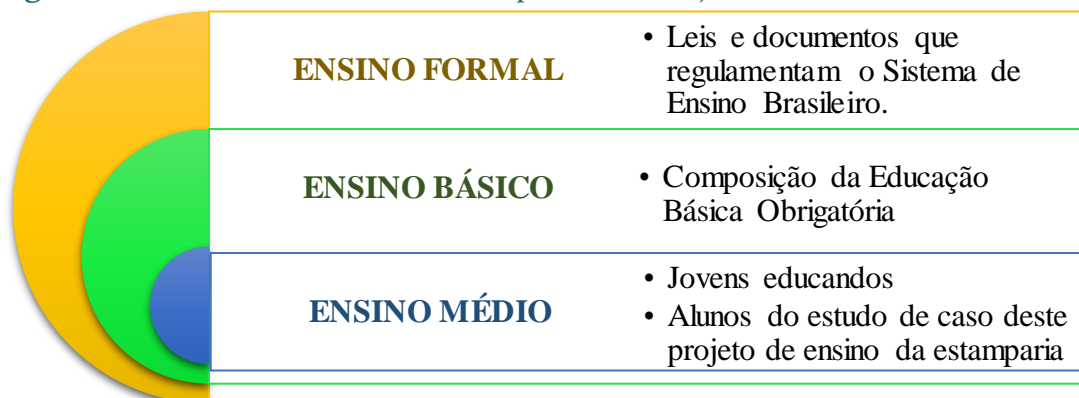 ENSINO FORMAL
• Leis e documentos que
regulamentam o Sistema de
Ensino Brasileiro.
ENSINO BÁSICO
• Composição da Educação
Básica Obrigatória
ENSINO MÉDIO
• Jovens educandos
• Alunos do estudo de caso deste
projeto de ensino da estamparia